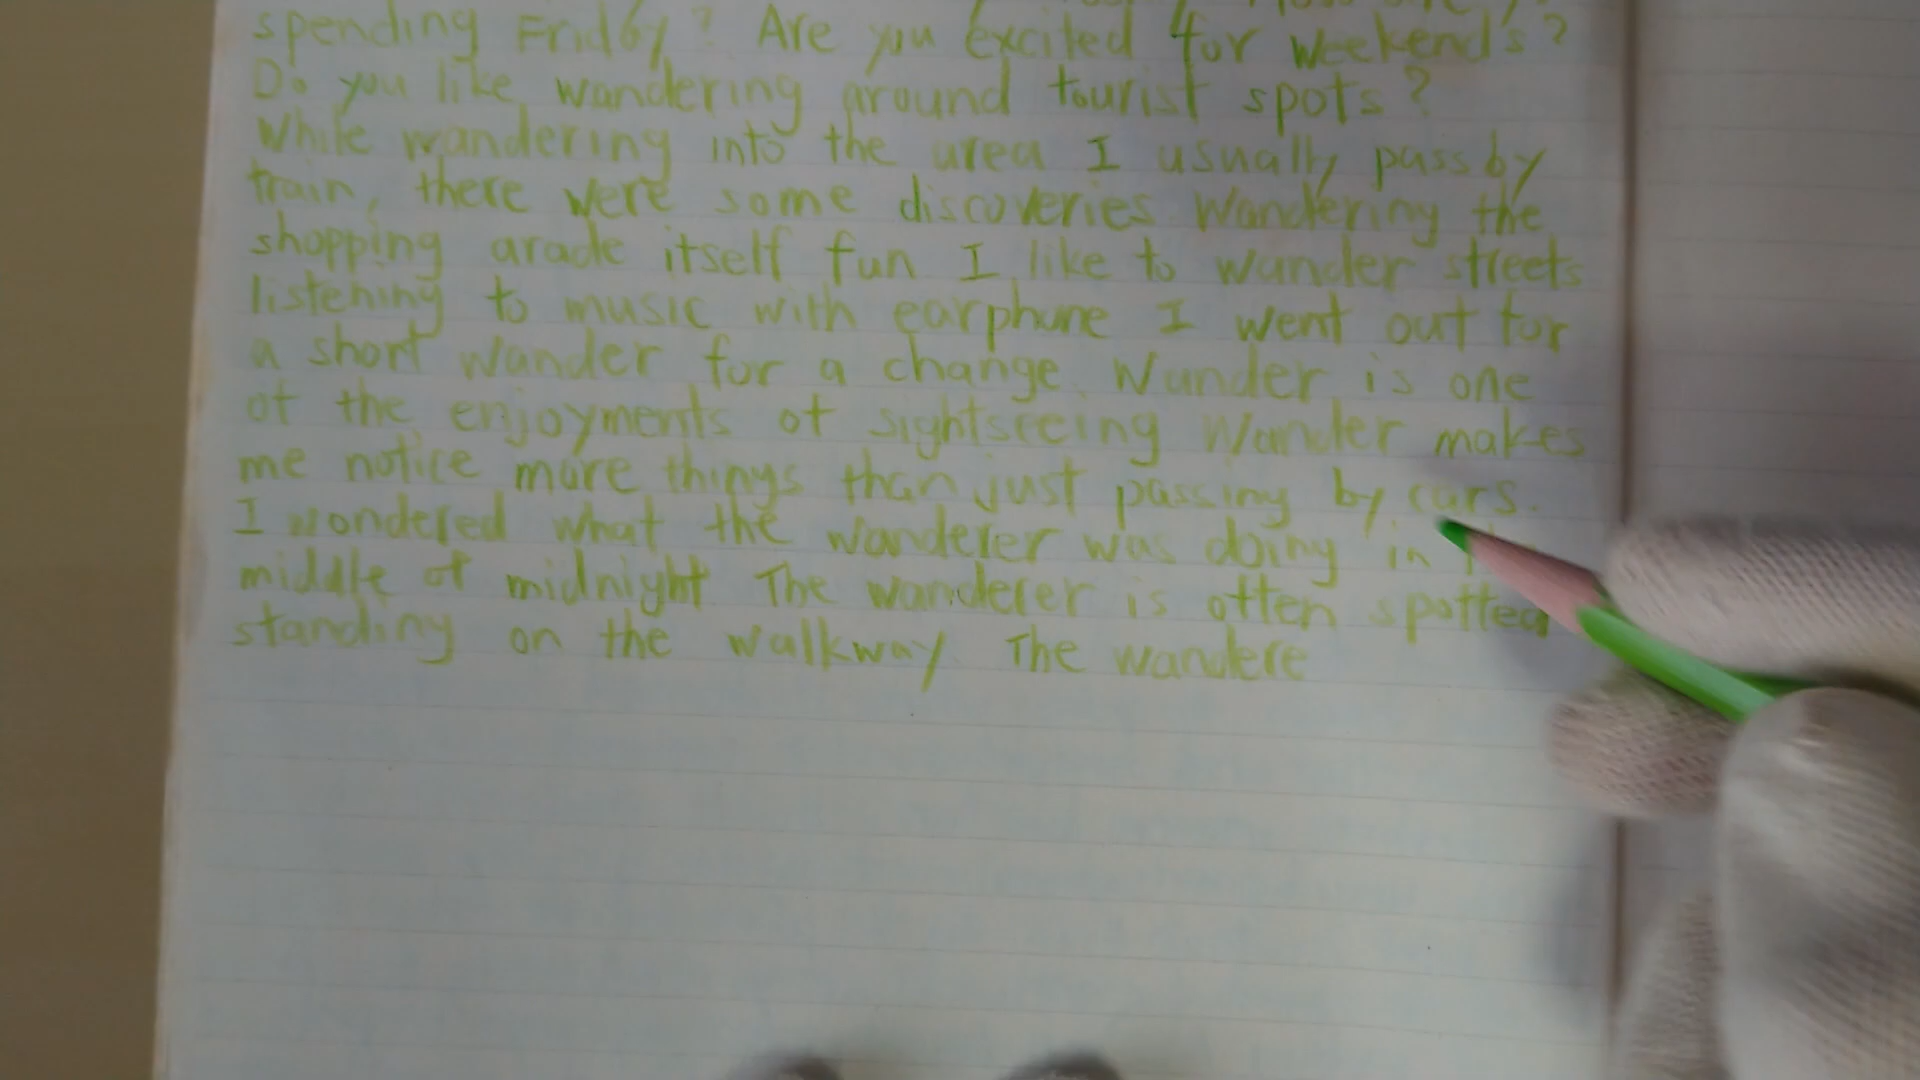 spending Friday? Are you excited for weekends?
Do you like wandering around tourist spots?
While wandering into the area I usually pass by
train, there were some discoveries Wandering the
shopping arade itself fun I like to wander streets
listening to music with earphone I went out for
a short wander for a change. Wander is one
of the enjoyments of sightseeing Wander makes
me notice more things than just passing by cars.
I wondered what the wanderer was doing in
middle of midnight The wanderer is often spotted
standing on the walkway. The wandere